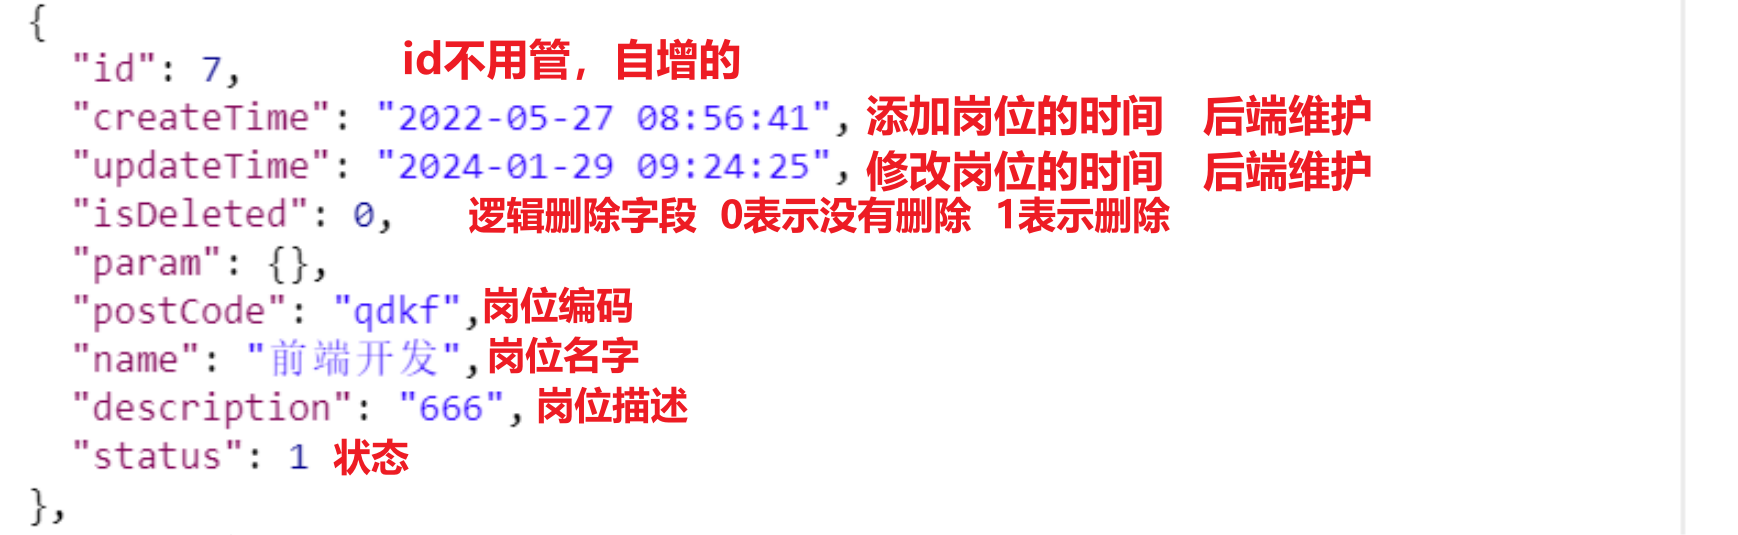 {
"id": 7, id不用管，自增的
"createTime": "2022-05-27 08:56:41", 添加岗位的时间 后端维护
"updateTime": "2024-01-29 09:24:25", 修改岗位的时间 后端维护
"isDeleted": 0, 逻辑删除字段 0表示没有删除 1表示删除
"param": {},
"postCode": "qdkf",岗位编码
"name": "前端开发",岗位名字
"description": "666", 岗位描述
"status": 1 状态
},